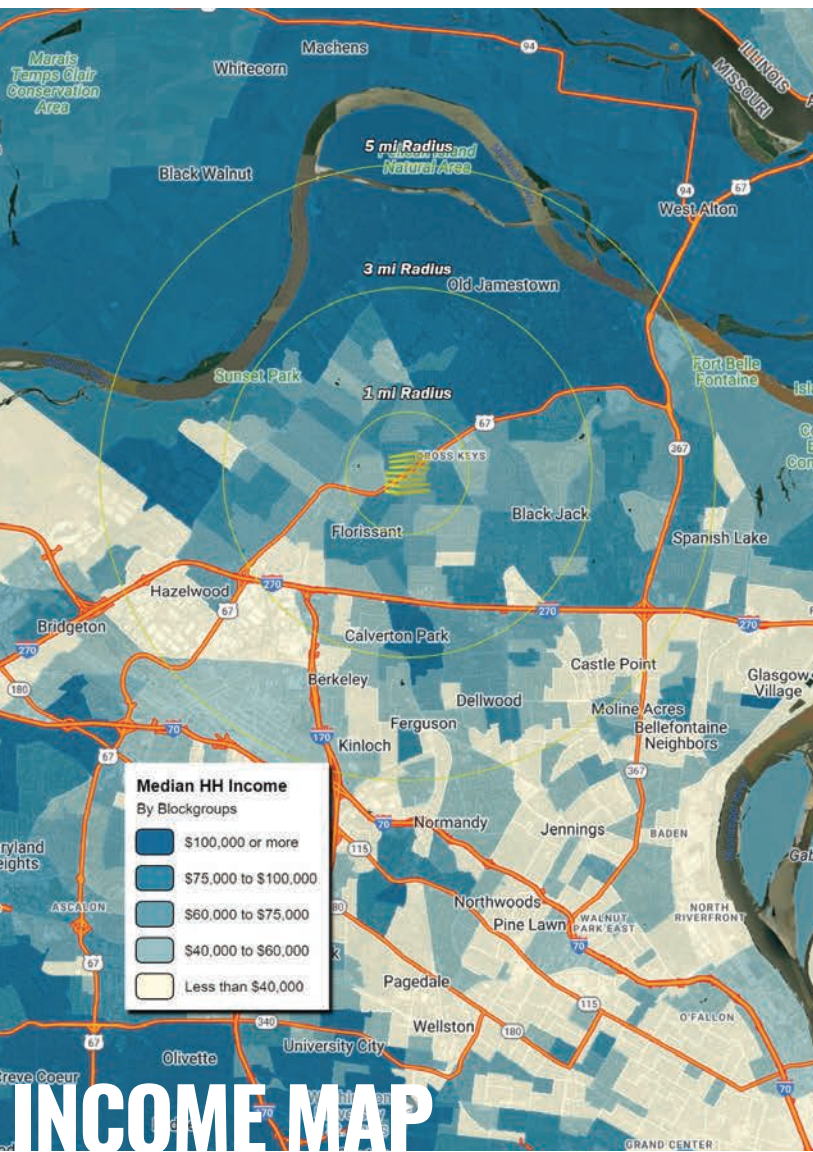 Machens
94
Whitecorn
Marais
Temps Clair
Conservation
Area
ILLINOIS
MISSOURI
5 mi Radius
Natural Area
Black Walnut
94
67
West Alton
3 mi Radius
Old Jamestown
Sunset Park
Fort Belle
Fontaine
1 mi Radius
67
367
CROSS KEYS
Black Jack
Florissant
Spanish Lake
Hazelwood
270
67
270
270
Bridgeton
270
Calverton Park
Castle Point
Berkeley
Glasgow
Village
180
Dellwood
Moline Acres
Ferguson
Bellefontaine
Neighbors
70
170
Kinloch
67
367
Median HH Income
By Blockgroups
$100,000 or more
$75,000 to $100,000
$60,000 to $75,000
$40,000 to $60,000
Less than $40,000
70
Normandy
Jennings
BADEN
115
ASCALON
Northwoods
Pine Lawn
WALNUT
PARK EAST
NORTH
RIVERFRONT
70
67
Pagedale
115
O'FALLON
340
Wellston
180
67
University City
Olivette
70
INCOME MAP
GRAND CENTER